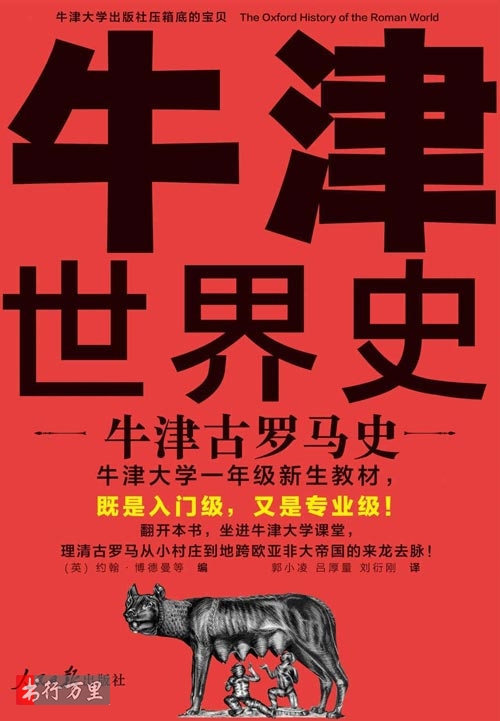 牛津大学出版社压箱底的宝贝 The Oxford History of the Roman World
牛津
世界史
牛津古罗马史
牛津大学一年级新生教材，
既是入门级，又是专业级！
翻开本书，坐进牛津大学课堂，
理清古罗马从小村庄到地跨欧亚非大帝国的来龙去脉！
(英) 约翰·博德曼等 编 郭小凌 吕厚量 刘衍刚 译
人民日报出版社
书行万里